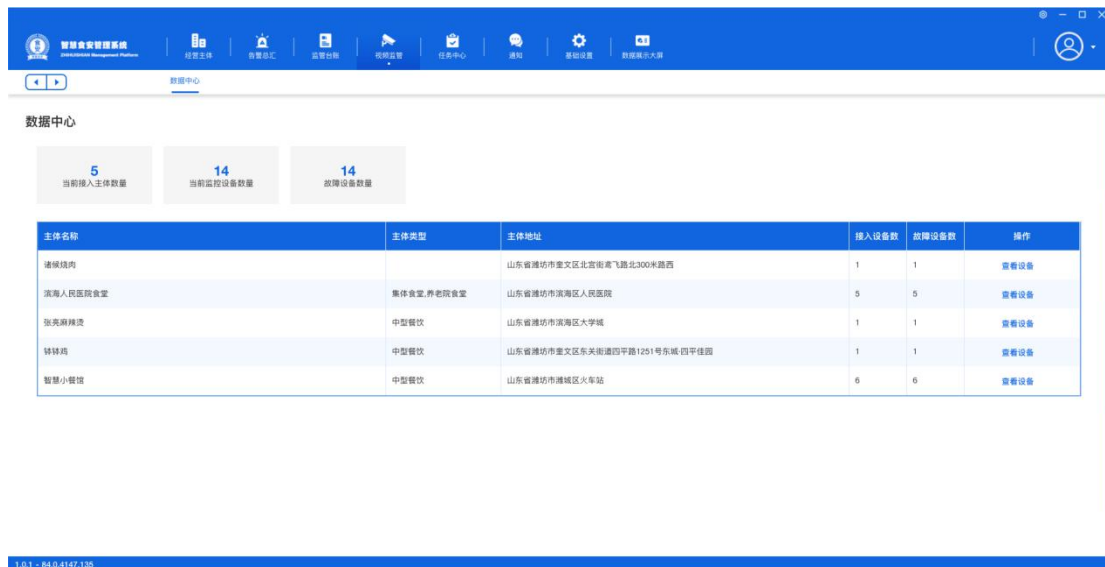 智慧食安管理系统
Management Platform
经营主体 告警总汇 监管台账 视频监管 任务中心 通知 基础设置 数据展示大屏
数据中心
数据中心
5 14 14
当前接入主体数量 当前监控设备数量 故障设备数量
主体名称 主体类型 主体地址 接入设备数 故障设备数 操作
诸候烧肉 山东省潍坊市奎文区北宫街鸢飞路北300米路西 1 1 查看设备
滨海人民医院食堂 集体食堂,养老院食堂 山东省潍坊市滨海区人民医院 5 5 查看设备
张亮麻辣烫 中型餐饮 山东省潍坊市滨海区大学城 1 1 查看设备
钵钵鸡 中型餐饮 山东省潍坊市奎文区东关街道四平路1251号东城·四平佳园 1 1 查看设备
智慧小餐馆 中型餐饮 山东省潍坊市潍城区火车站 6 6 查看设备
1.0.1 - 84.0.4147.135